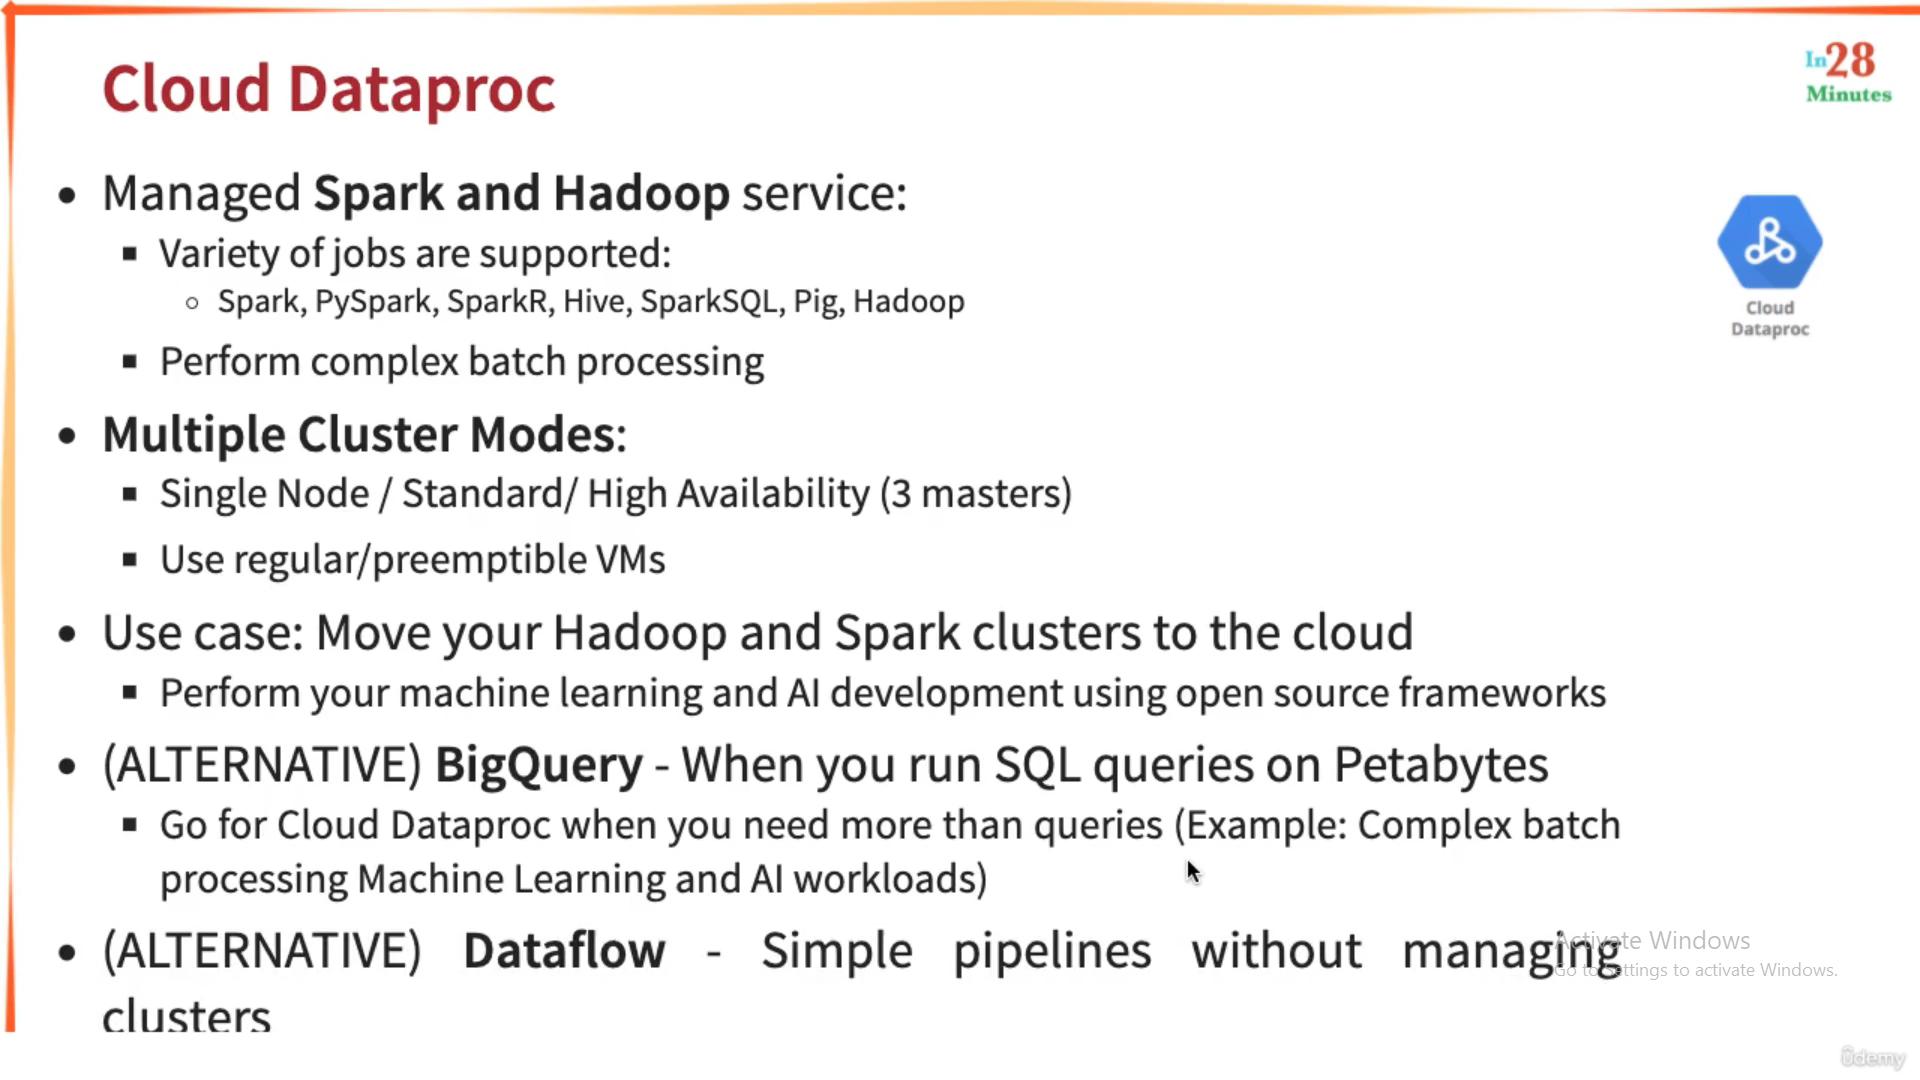 Cloud Dataproc
In28
Minutes
• Managed Spark and Hadoop service:
▪ Variety of jobs are supported:
○ Spark, PySpark, SparkR, Hive, SparkSQL, Pig, Hadoop
▪ Perform complex batch processing
Cloud
Dataproc
• Multiple Cluster Modes:
▪ Single Node / Standard/ High Availability (3 masters)
▪ Use regular/preemptible VMs
• Use case: Move your Hadoop and Spark clusters to the cloud
▪ Perform your machine learning and AI development using open source frameworks
• (ALTERNATIVE) BigQuery - When you run SQL queries on Petabytes
▪ Go for Cloud Dataproc when you need more than queries (Example: Complex batch
processing Machine Learning and AI workloads)
• (ALTERNATIVE) Dataflow - Simple pipelines without managing
clusters
Activate Windows
Go to Settings to activate Windows.
ûdemy